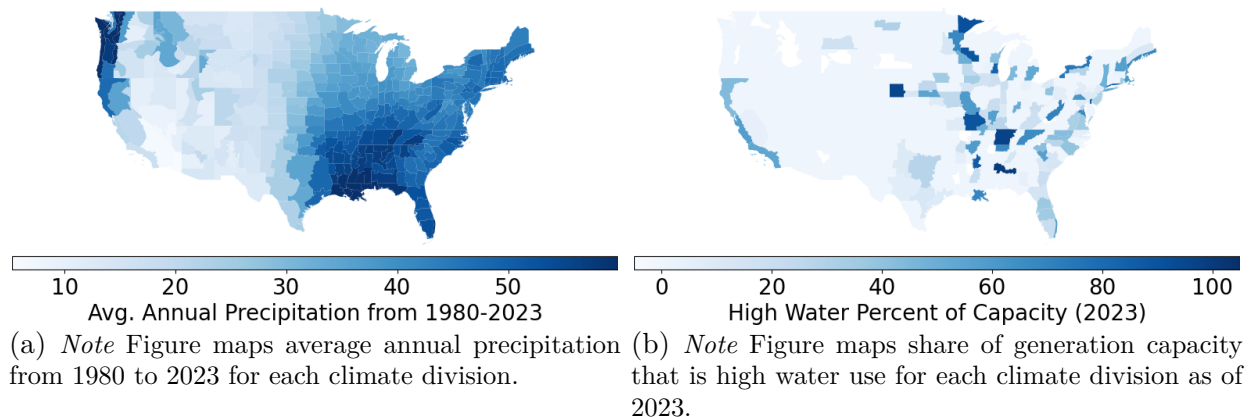 10 20 30 40 50
Avg. Annual Precipitation from 1980-2023
(a) Note Figure maps average annual precipitation
from 1980 to 2023 for each climate division.
0 20 40 60 80 100
High Water Percent of Capacity (2023)
(b) Note Figure maps share of generation capacity
that is high water use for each climate division as of
2023.